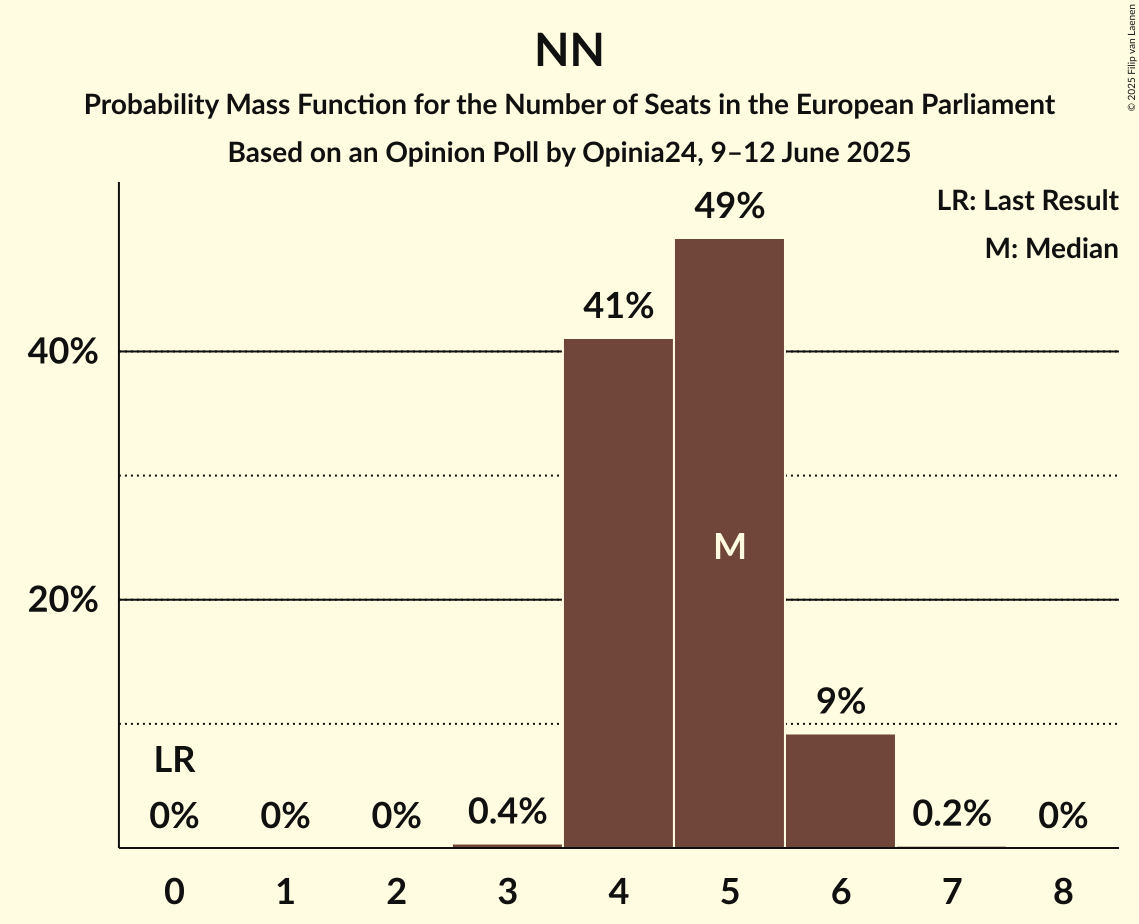 NN
Probability Mass Function for the Number of Seats in the European Parliament
Based on an Opinion Poll by Opinia24, 9–12 June 2025
© 2025 Filip van Laenen
LR: Last Result
M: Median
49%
41%
40%
M
20%
9%
LR
0%
0%
0%
0.4%
0.2%
0%
0 1 2 3 4 5 6 7 8